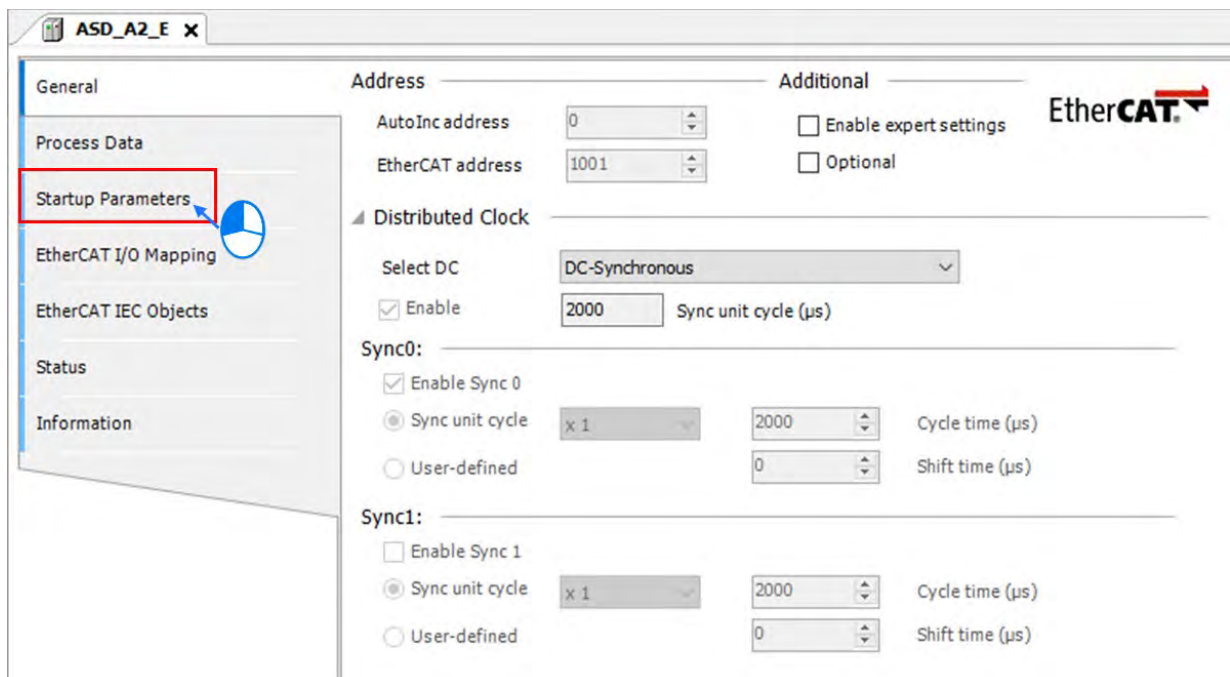 ASD_A2_E
General
Process Data
Startup Parameters
EtherCAT I/O Mapping
EtherCAT IEC Objects
Status
Information
Address
AutoInc address 0
EtherCAT address 1001
Additional
Enable expert settings
Optional
EtherCAT.
Distributed Clock
Select DC DC-Synchronous
Enable 2000 Sync unit cycle (µs)
Sync0:
Enable Sync 0
Sync unit cycle x 1 2000 Cycle time (µs)
User-defined 0 Shift time (µs)
Sync1:
Enable Sync 1
Sync unit cycle x 1 2000 Cycle time (µs)
User-defined 0 Shift time (µs)